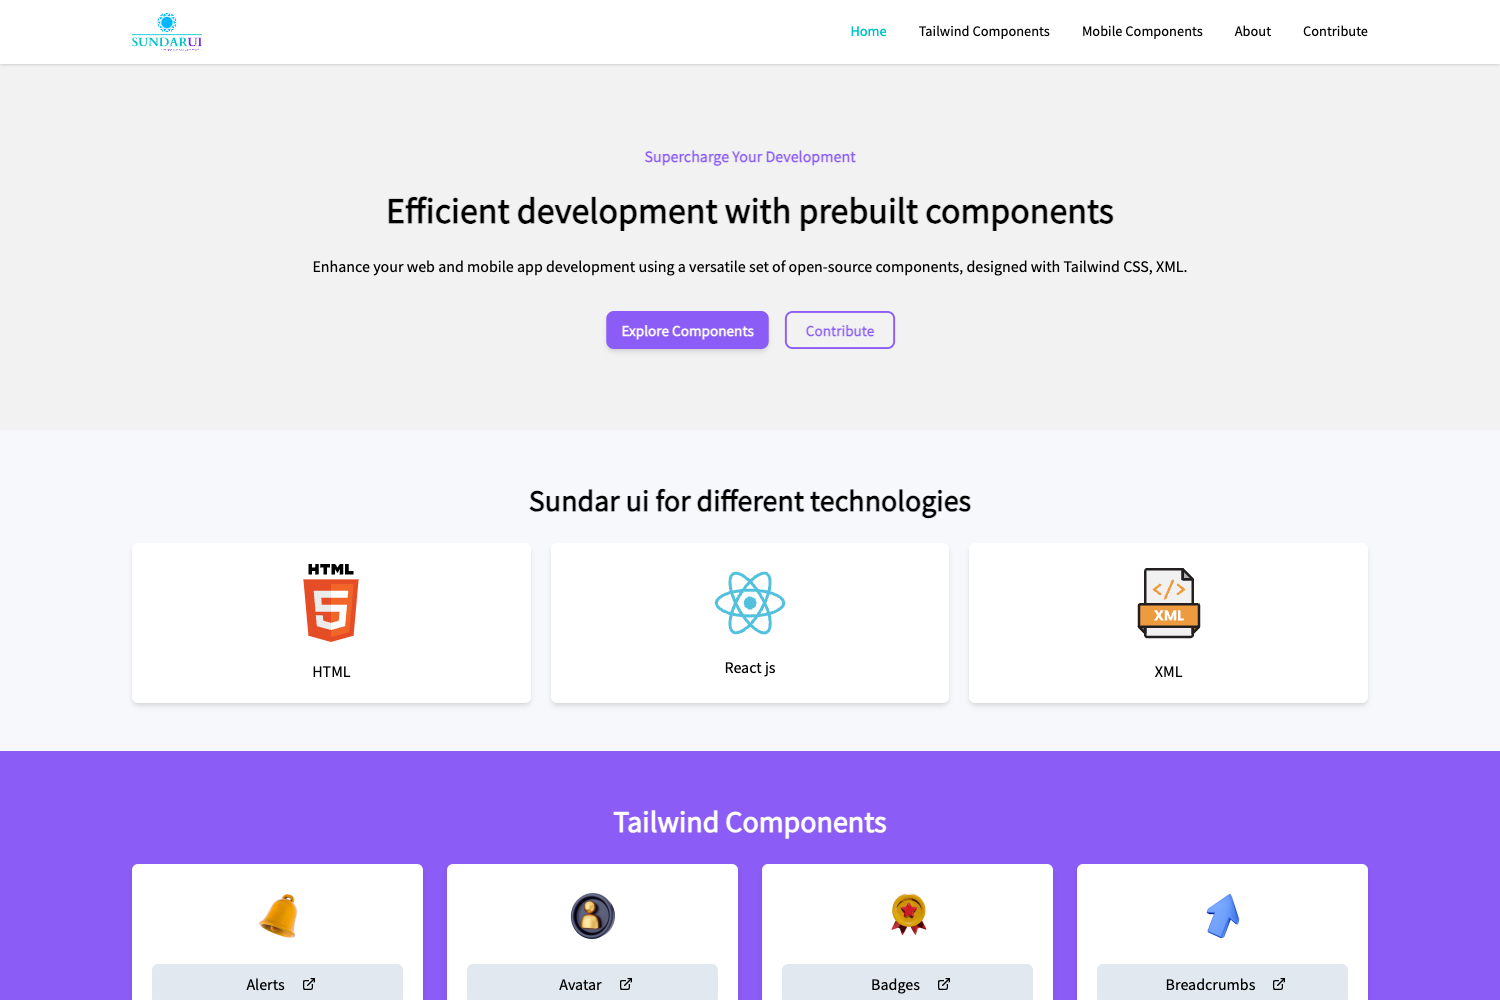 SUNDARUI
Home
Tailwind Components
Mobile Components
About
Contribute
Supercharge Your Development
Efficient development with prebuilt components
Enhance your web and mobile app development using a versatile set of open-source components, designed with Tailwind CSS, XML.
Explore Components
Contribute
Sundar ui for different technologies
HTML
5
HTML
React js
</>
XML
XML
Tailwind Components
Alerts
Avatar
Badges
Breadcrumbs